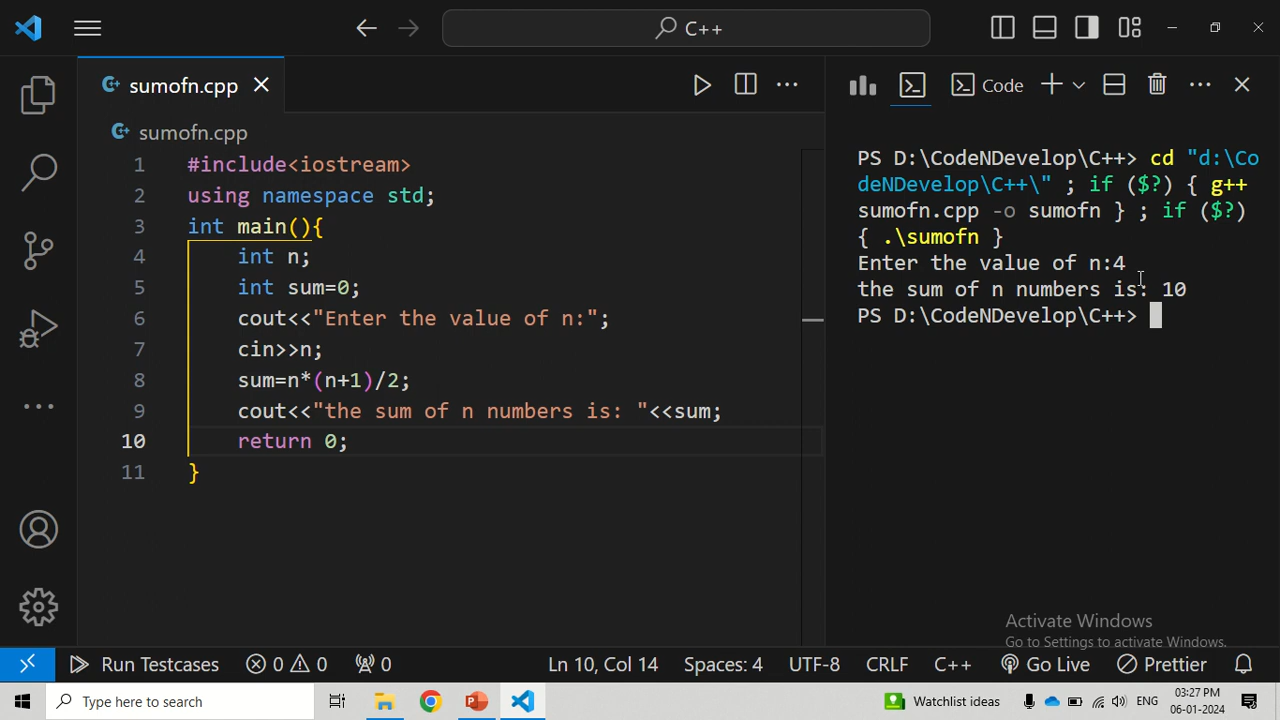 C++
sumofn.cpp
Code
sumofn.cpp
1 #include<iostream>
2 using namespace std;
3 int main(){
4 int n;
5 int sum=0;
6 cout<<"Enter the value of n:";
7 cin>>n;
8 sum=n*(n+1)/2;
9 cout<<"the sum of n numbers is: "<<sum;
10 return 0;
11 }
PS D:\CodeNDevelop\C++> cd "d:\Co
deNDevelop\C++\" ; if ($?) { g++
sumofn.cpp -o sumofn } ; if ($?)
{ .\sumofn }
Enter the value of n:4
the sum of n numbers is: 10
PS D:\CodeNDevelop\C++>
Activate Windows
Go to Settings to activate Windows.
Run Testcases 0 0 0 Ln 10, Col 14 Spaces: 4 UTF-8 CRLF C++ Go Live Prettier
Type here to search Watchlist ideas ENG 03:27 PM
06-01-2024